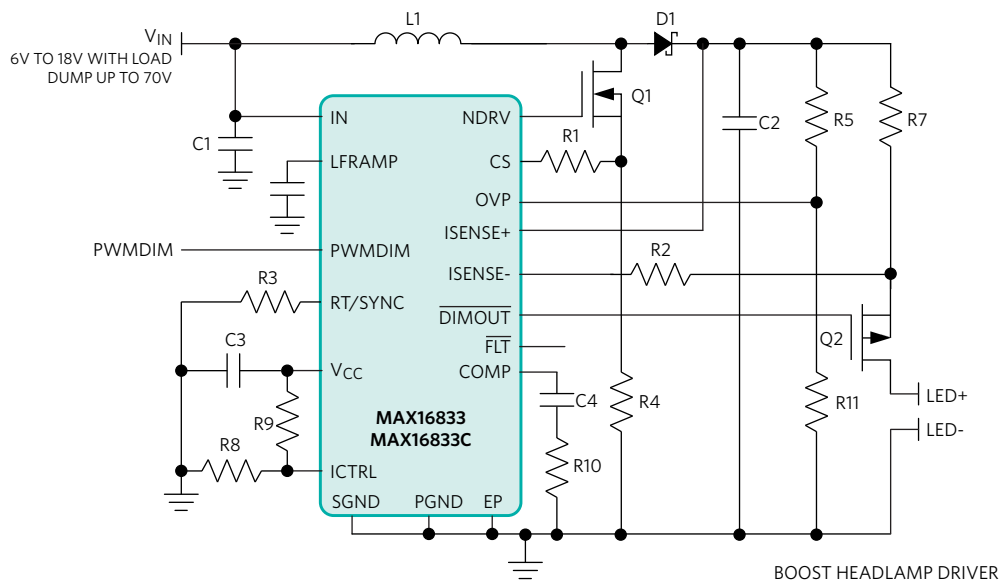 L1
D1
VIN
6V TO 18V WITH LOAD
DUMP UP TO 70V
Q1
IN
NDRV
C1
R1
C2
R5
R7
LFRAMP
CS
OVP
ISENSE+
PWMDIM
PWMDIM
R2
ISENSE-
R3
RT/SYNC
DIMOUT
Q2
FLT
C3
VCC
COMP
LED+
C4
R4
R11
MAX16833
R9
LED-
MAX16833C
R8
R10
ICTRL
SGND
PGND
EP
BOOST HEADLAMP DRIVER